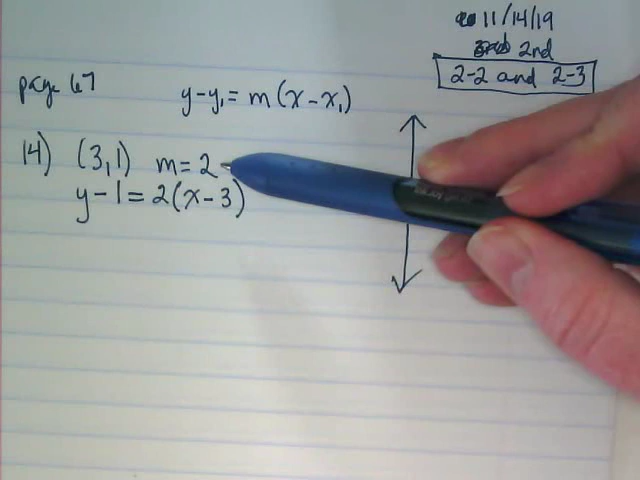 11/14/19
2nd
2-2 and 2-3
page 67
y-y₁ = m(x-x₁)
14) (3,1) m=2
y-1=2(x-3)